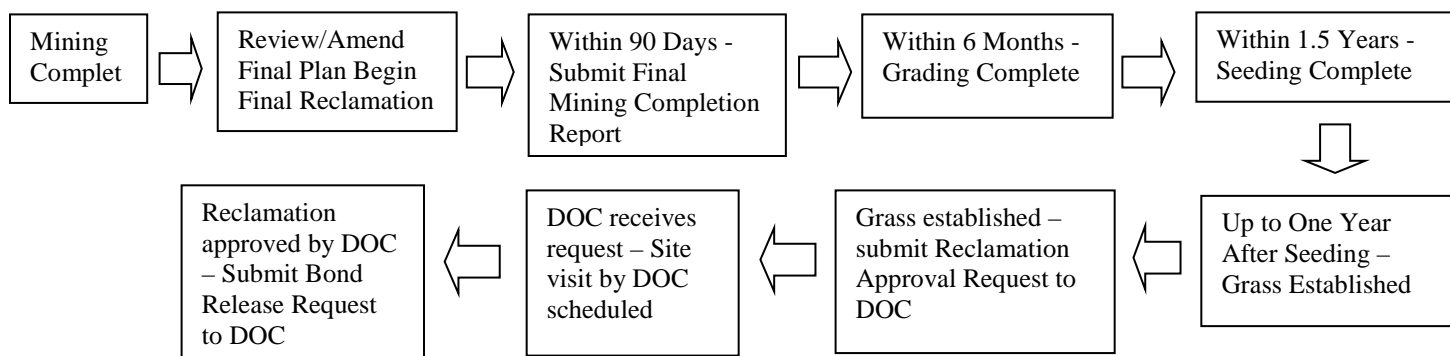 Mining
Complet
Review/Amend
Final Plan Begin
Final Reclamation
Within 90 Days -
Submit Final
Mining Completion
Report
Within 6 Months -
Grading Complete
Within 1.5 Years -
Seeding Complete
Up to One Year
After Seeding –
Grass Established
Grass established –
submit Reclamation
Approval Request to
DOC
DOC receives
request – Site
visit by DOC
scheduled
Reclamation
approved by DOC
– Submit Bond
Release Request
to DOC